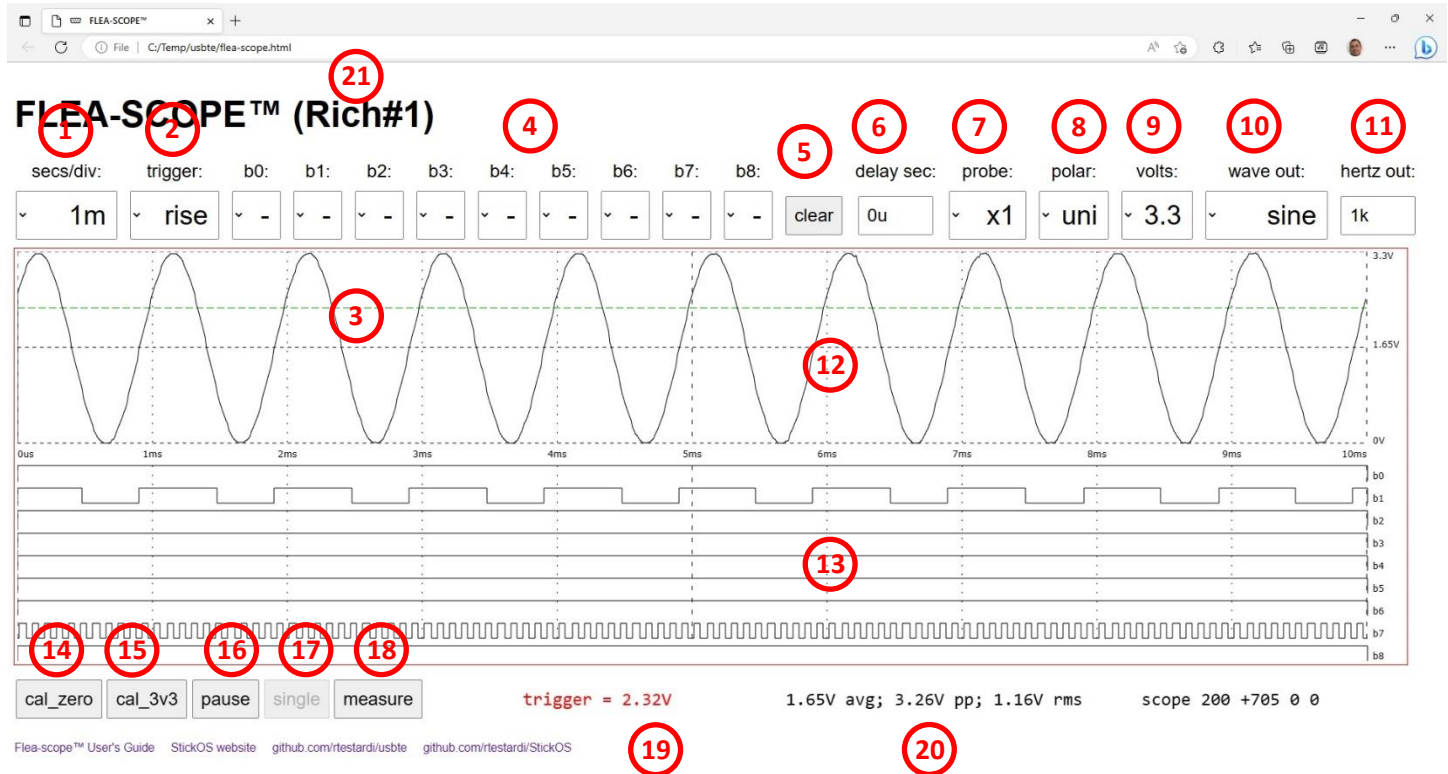 FLEA-SCOPE™
File | C:/Temp/usbte/flea-scope.html
21
FLEA-SCOPE™ (Rich#1)
1 2 4 5 6 7 8 9 10 11
secs/div: trigger: b0: b1: b2: b3: b4: b5: b6: b7: b8: delay sec: probe: polar: volts: wave out: hertz out:
1m rise - - - - - - - - - clear 0u x1 uni 3.3 sine 1k
3.3V
3
1.65V
12
0V
0us 1ms 2ms 3ms 4ms 5ms 6ms 7ms 8ms 9ms 10ms
b0
b1
b2
b3
13
b4
b5
b6
b7
14 15 16 17 18
b8
cal_zero cal_3v3 pause single measure trigger = 2.32V 1.65V avg; 3.26V pp; 1.16V rms scope 200 +705 0 0
Flea-scope™ User's Guide StickOS website github.com/rtestardi/usbte github.com/rtestardi/StickOS
19 20